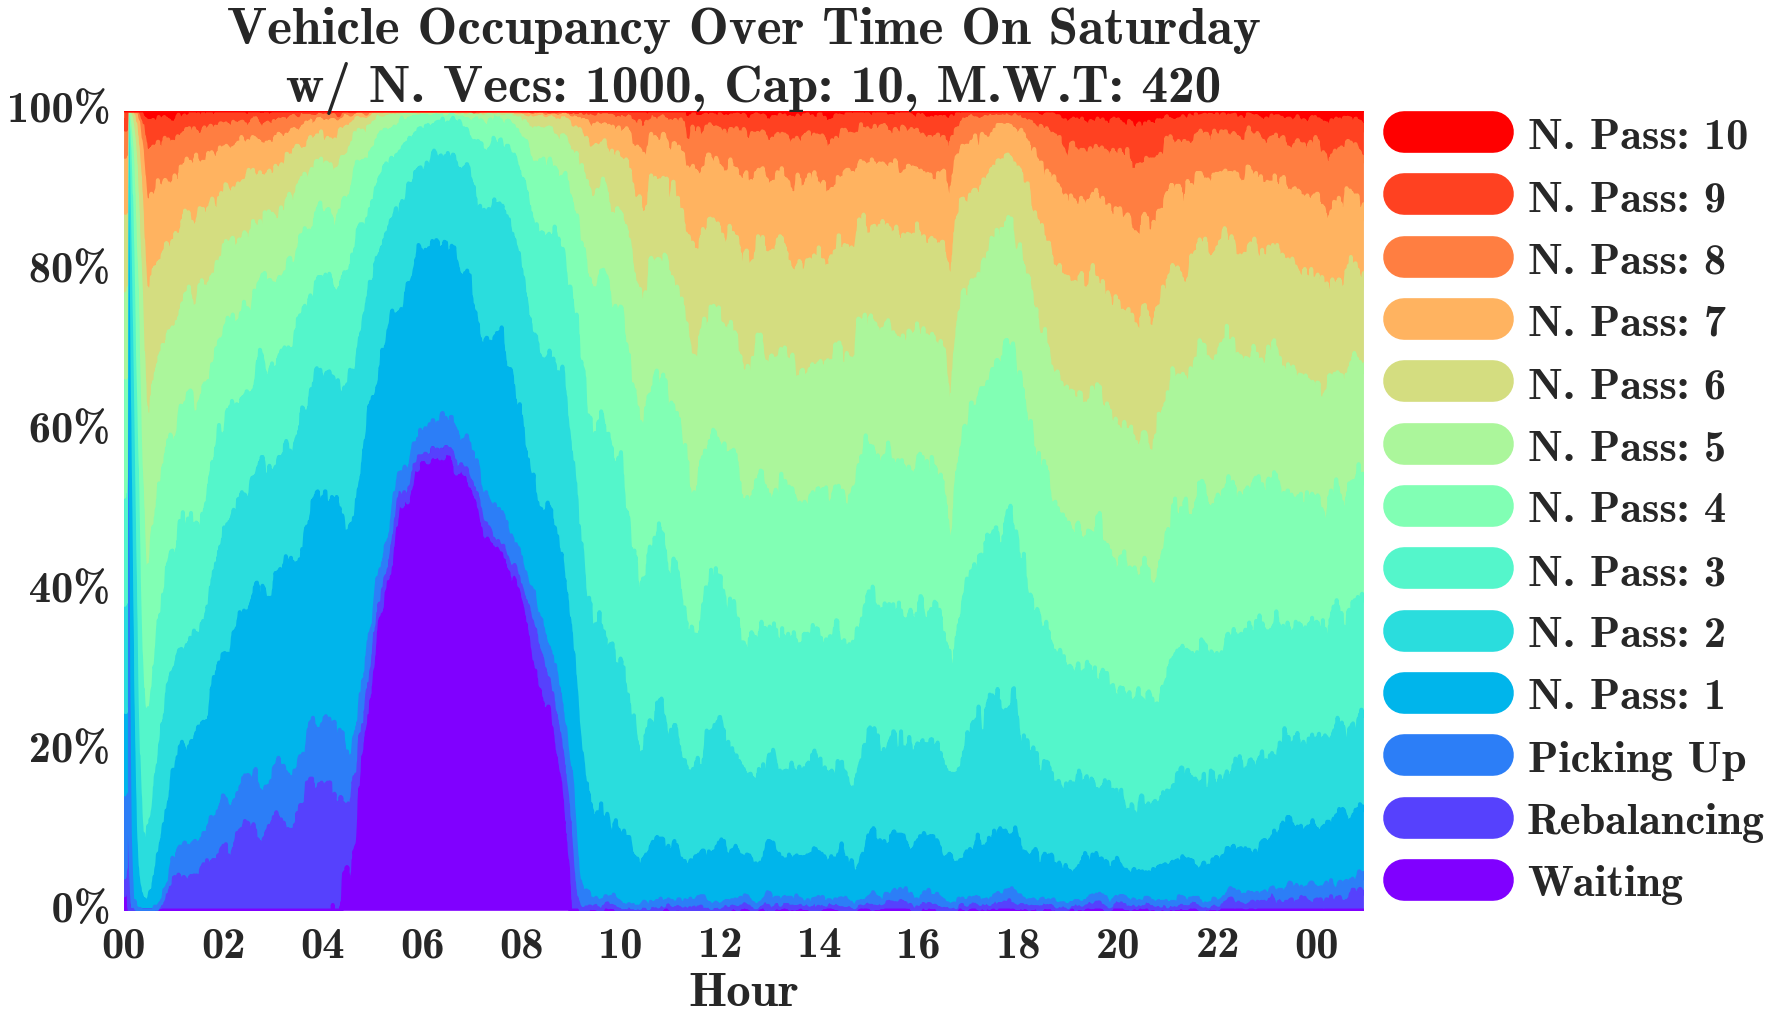 Vehicle Occupancy Over Time On Saturday
w/ N. Vecs: 1000, Cap: 10, M.W.T: 420
100%
80%
60%
40%
20%
0%
00 02 04 06 08 10 12 14 16 18 20 22 00
Hour
N. Pass: 10
N. Pass: 9
N. Pass: 8
N. Pass: 7
N. Pass: 6
N. Pass: 5
N. Pass: 4
N. Pass: 3
N. Pass: 2
N. Pass: 1
Picking Up
Rebalancing
Waiting